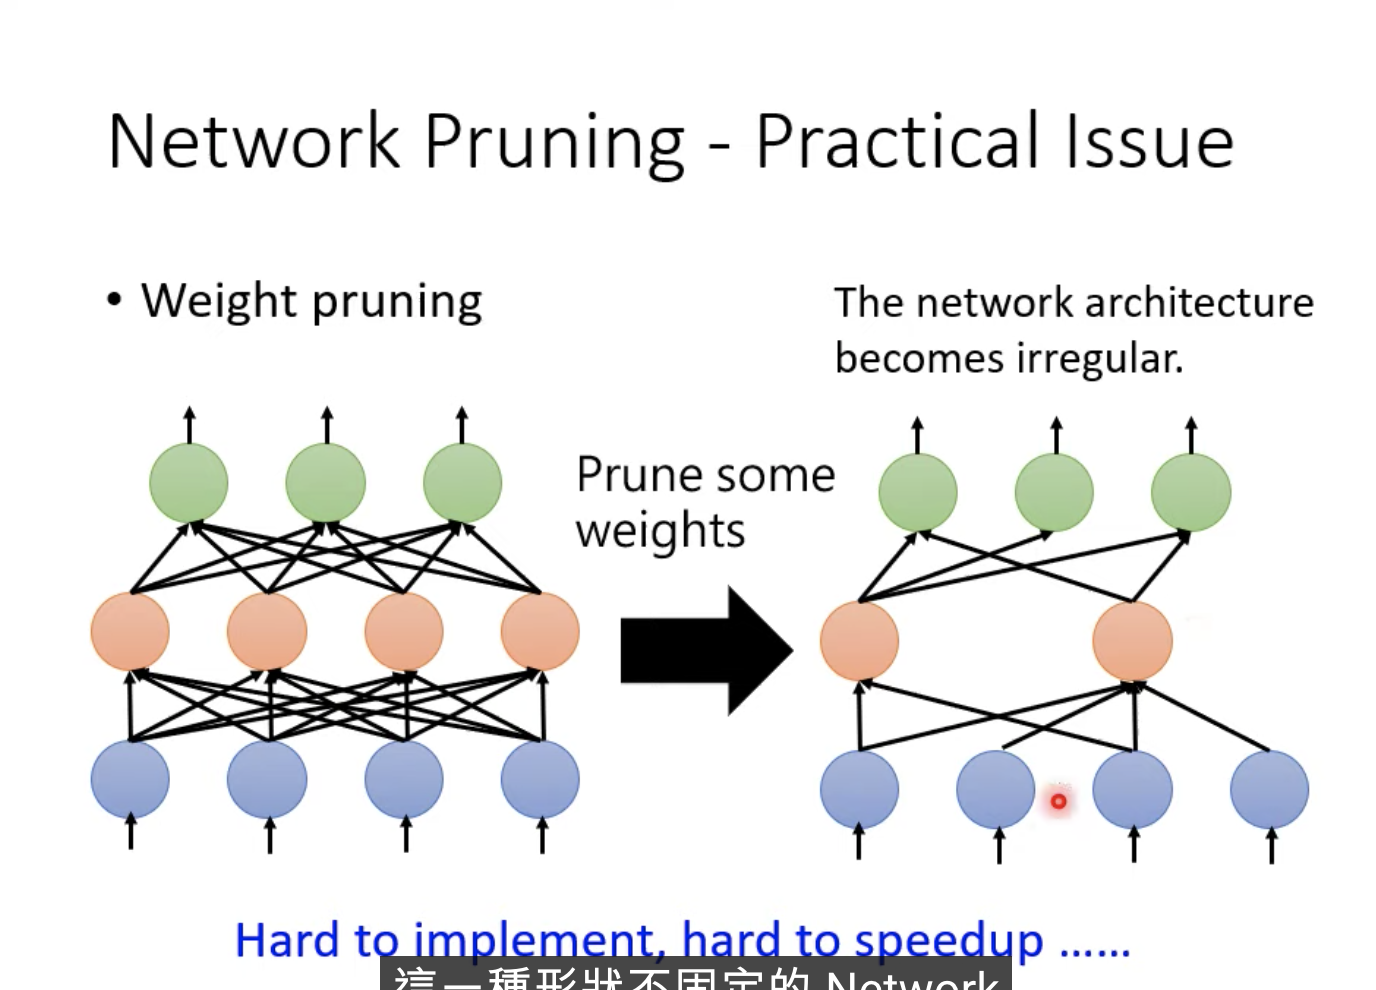 Network Pruning - Practical Issue
• Weight pruning
The network architecture
becomes irregular.
Prune some
weights
Hard to implement, hard to speedup ……
這一種形狀不固定的 Network